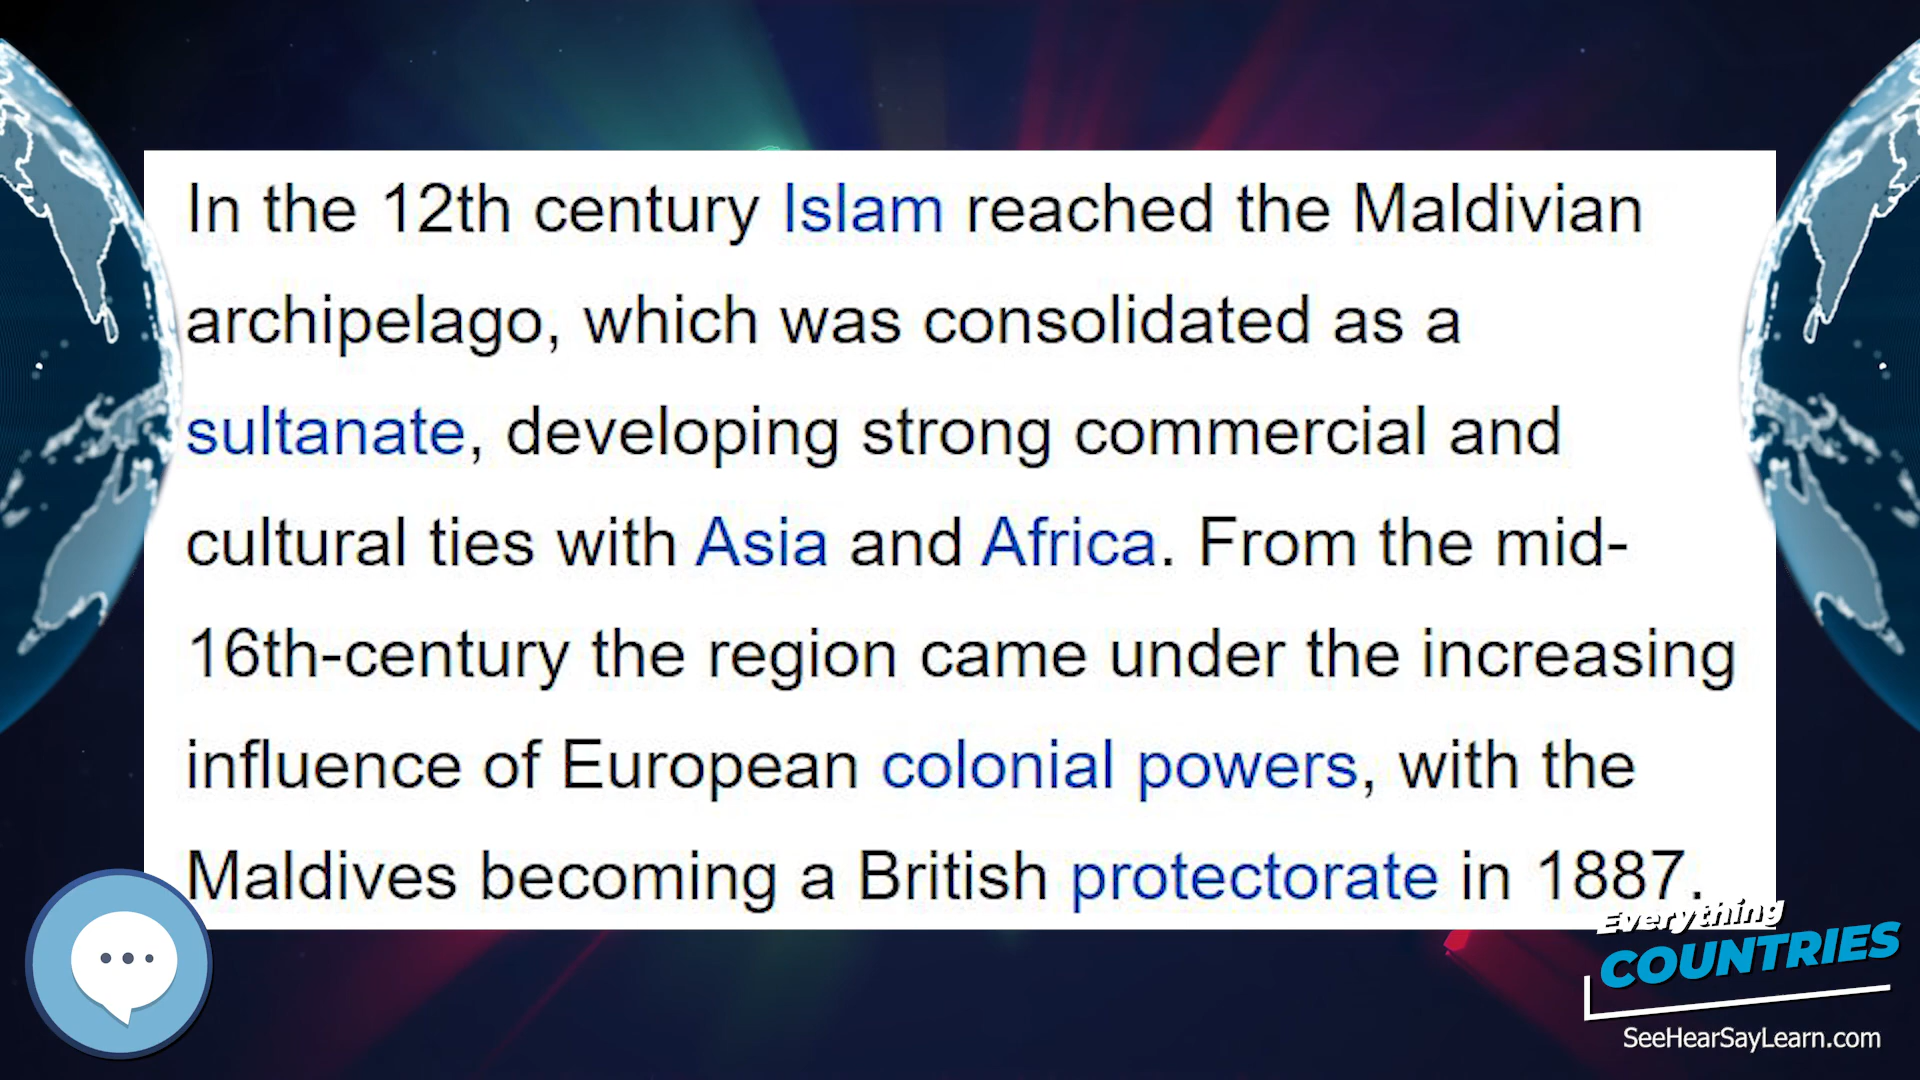 In the 12th century Islam reached the Maldivian
archipelago, which was consolidated as a
sultanate, developing strong commercial and
cultural ties with Asia and Africa. From the mid-
16th-century the region came under the increasing
influence of European colonial powers, with the
Maldives becoming a British protectorate in 1887.
Everything
COUNTRIES
SeeHearSayLearn.com